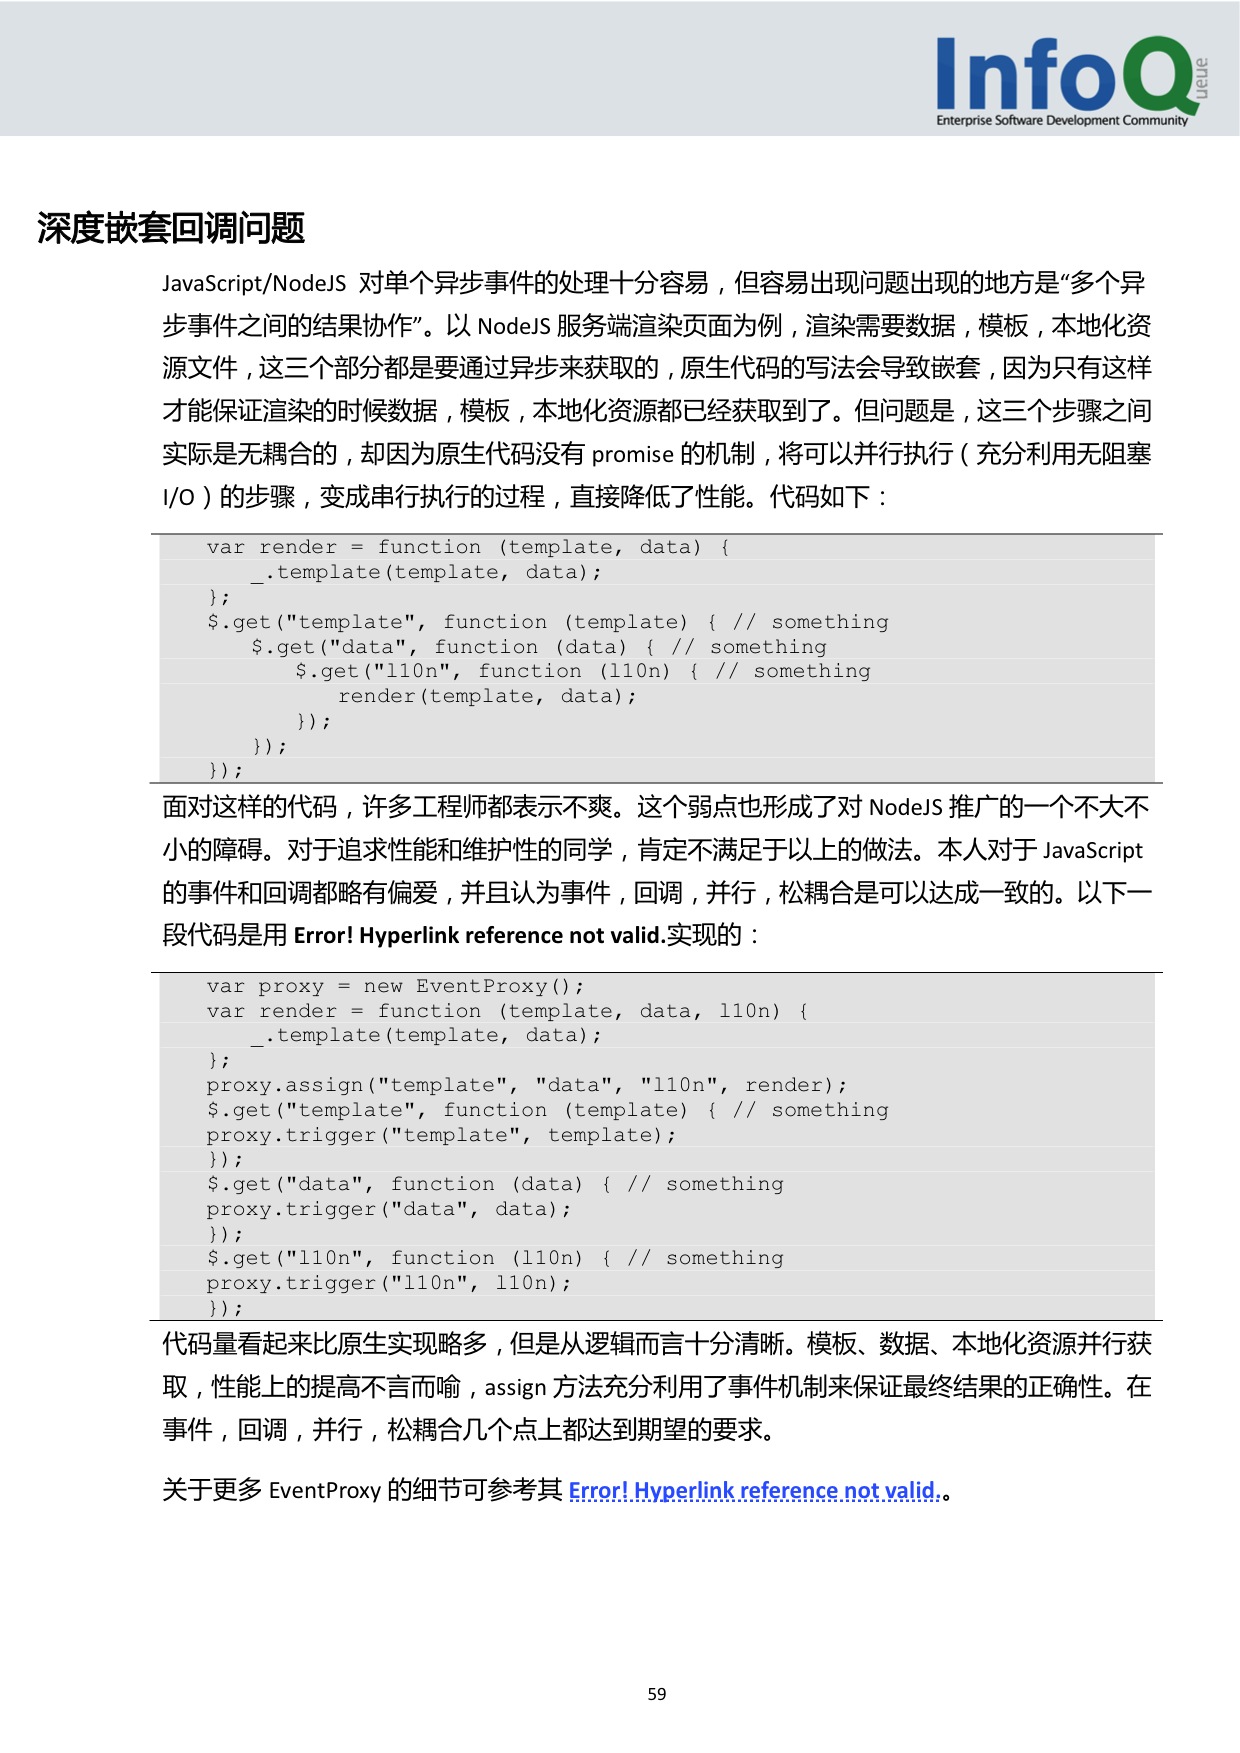 InfoQ
ueue
Enterprise Software Development Community
深度嵌套回调问题
JavaScript/NodeJS 对单个异步事件的处理十分容易，但容易出现问题出现的地方是“多个异
步事件之间的结果协作”。以 NodeJS 服务端渲染页面为例，渲染需要数据，模板，本地化资
源文件，这三个部分都是要通过异步来获取的，原生代码的写法会导致嵌套，因为只有这样
才能保证渲染的时候数据，模板，本地化资源都已经获取到了。但问题是，这三个步骤之间
实际是无耦合的，却因为原生代码没有 promise 的机制，将可以并行执行（充分利用无阻塞
I/O）的步骤，变成串行执行的过程，直接降低了性能。代码如下：
var render = function (template, data) {
_.template(template, data);
};
$.get("template", function (template) { // something
$.get("data", function (data) { // something
$.get("l10n", function (l10n) { // something
render(template, data);
});
});
});
面对这样的代码，许多工程师都表示不爽。这个弱点也形成了对 NodeJS 推广的一个不大不
小的障碍。对于追求性能和维护性的同学，肯定不满足于以上的做法。本人对于 JavaScript
的事件和回调都略有偏爱，并且认为事件，回调，并行，松耦合是可以达成一致的。以下一
段代码是用 Error! Hyperlink reference not valid.实现的：
var proxy = new EventProxy();
var render = function (template, data, l10n) {
_.template(template, data);
};
proxy.assign("template", "data", "l10n", render);
$.get("template", function (template) { // something
proxy.trigger("template", template);
});
$.get("data", function (data) { // something
proxy.trigger("data", data);
});
$.get("l10n", function (l10n) { // something
proxy.trigger("l10n", l10n);
});
代码量看起来比原生实现略多，但是从逻辑而言十分清晰。模板、数据、本地化资源并行获
取，性能上的提高不言而喻，assign 方法充分利用了事件机制来保证最终结果的正确性。在
事件，回调，并行，松耦合几个点上都达到期望的要求。
关于更多 EventProxy 的细节可参考其 Error! Hyperlink reference not valid.。
59